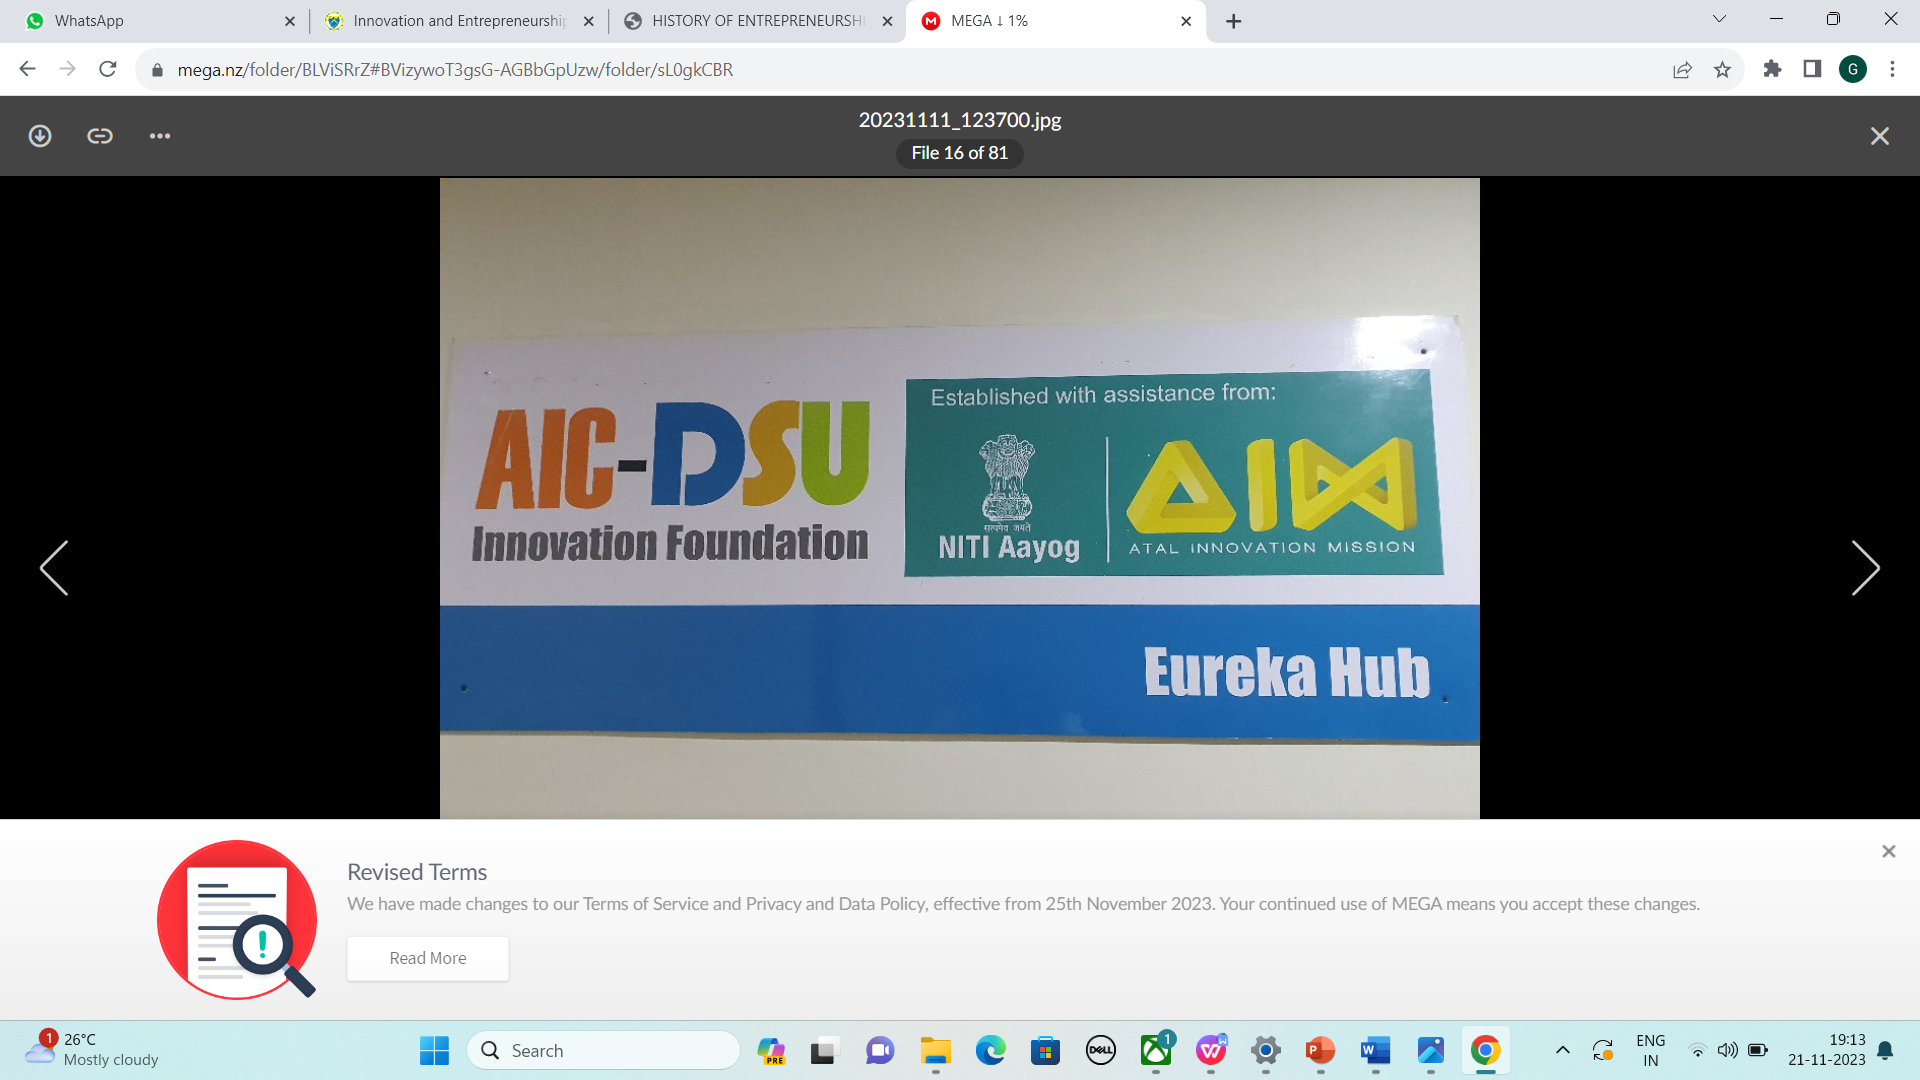 WhatsApp
Innovation and Entrepreneurship
HISTORY OF ENTREPRENEURSHI
MEGA ↓ 1%
mega.nz/folder/BLViSRrZ#BVizywoT3gsG-AGBbGpUzw/folder/sL0gkCBR
G
20231111_123700.jpg
File 16 of 81
AIC-DSU
Innovation Foundation
Established with assistance from:
सत्यमेव जयते
NITI Aayog
AIM
ATAL INNOVATION MISSION
Eureka Hub
Revised Terms
We have made changes to our Terms of Service and Privacy and Data Policy, effective from 25th November 2023. Your continued use of MEGA means you accept these changes.
Read More
1
26°C
Mostly cloudy
Search
PRE
DELL
1
ENG
IN
19:13
21-11-2023